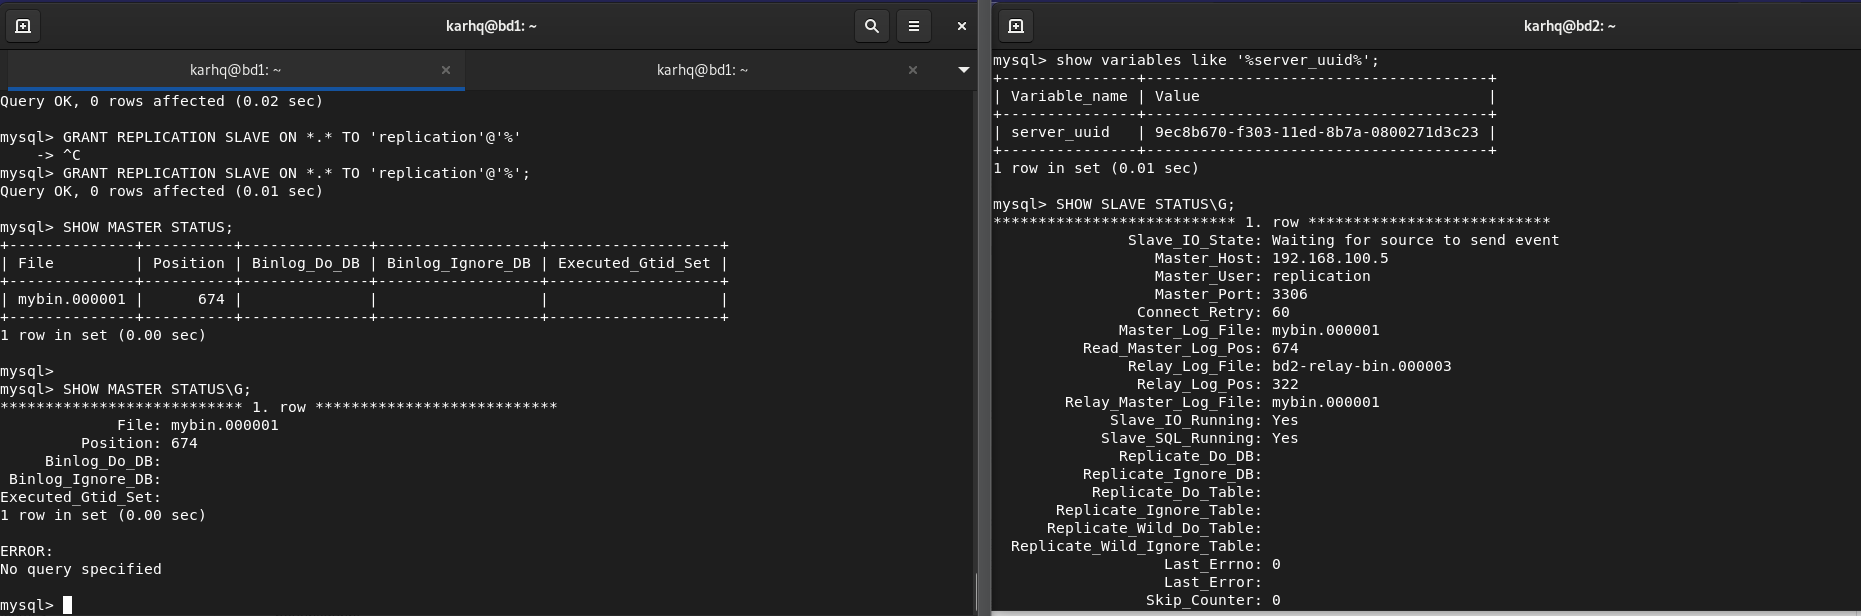 karhq@bd1: ~
karhq@bd1: ~
karhq@bd1: ~
Query OK, 0 rows affected (0.02 sec)

mysql> GRANT REPLICATION SLAVE ON *.* TO 'replication'@'%'
    -> ^C
mysql> GRANT REPLICATION SLAVE ON *.* TO 'replication'@'%';
Query OK, 0 rows affected (0.01 sec)

mysql> SHOW MASTER STATUS;
+--------------+----------+--------------+------------------+-------------------+
| File         | Position | Binlog_Do_DB | Binlog_Ignore_DB | Executed_Gtid_Set |
+--------------+----------+--------------+------------------+-------------------+
| mybin.000001 |      674 |              |                  |                   |
+--------------+----------+--------------+------------------+-------------------+
1 row in set (0.00 sec)

mysql>
mysql> SHOW MASTER STATUS\G;
*************************** 1. row ***************************
             File: mybin.000001
         Position: 674
     Binlog_Do_DB:
 Binlog_Ignore_DB:
Executed_Gtid_Set:
1 row in set (0.00 sec)

ERROR:
No query specified

mysql>
karhq@bd2: ~
mysql> show variables like '%server_uuid%';
+---------------+--------------------------------------+
| Variable_name | Value                                |
+---------------+--------------------------------------+
| server_uuid   | 9ec8b670-f303-11ed-8b7a-0800271d3c23 |
+---------------+--------------------------------------+
1 row in set (0.01 sec)

mysql> SHOW SLAVE STATUS\G;
*************************** 1. row ***************************
               Slave_IO_State: Waiting for source to send event
                  Master_Host: 192.168.100.5
                  Master_User: replication
                  Master_Port: 3306
                Connect_Retry: 60
              Master_Log_File: mybin.000001
          Read_Master_Log_Pos: 674
               Relay_Log_File: bd2-relay-bin.000003
                Relay_Log_Pos: 322
        Relay_Master_Log_File: mybin.000001
             Slave_IO_Running: Yes
            Slave_SQL_Running: Yes
              Replicate_Do_DB:
          Replicate_Ignore_DB:
           Replicate_Do_Table:
       Replicate_Ignore_Table:
      Replicate_Wild_Do_Table:
  Replicate_Wild_Ignore_Table:
                   Last_Errno: 0
                   Last_Error:
                 Skip_Counter: 0